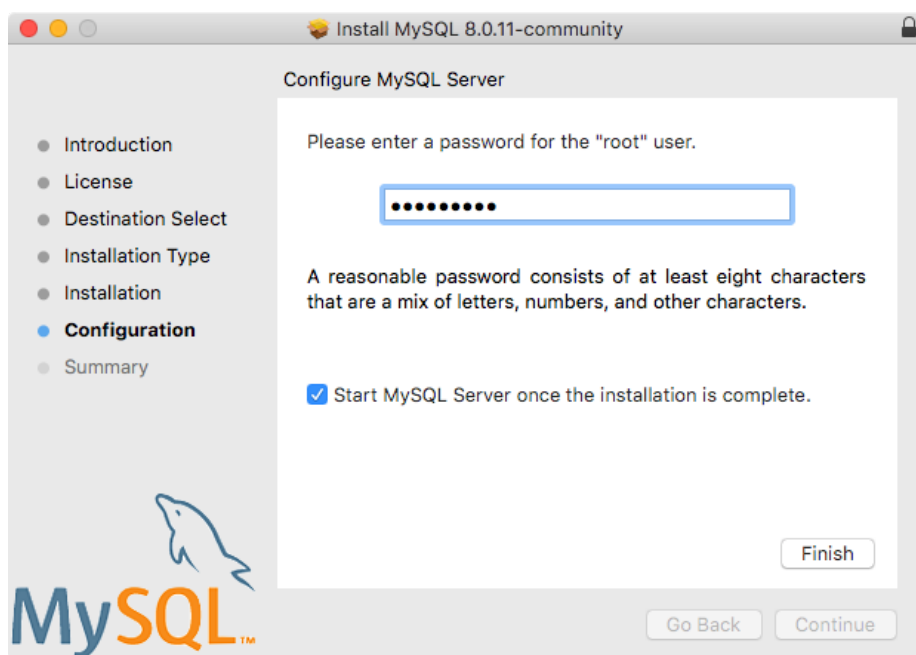 Install MySQL 8.0.11-community
Configure MySQL Server
Introduction
License
Destination Select
Installation Type
Installation
Configuration
Summary
Please enter a password for the "root" user.
•••••••••
A reasonable password consists of at least eight characters
that are a mix of letters, numbers, and other characters.
Start MySQL Server once the installation is complete.
Finish
MySQL™
Go Back
Continue